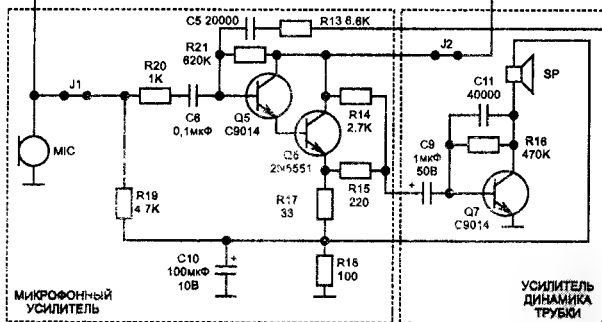 C5 20000
R13 6.6K
R21
620K
J2
J1
R20
1K
C6
0,1мкФ
Q5
C9014
Q6
2N5551
R14
2.7K
R15
220
R17
33
MIC
R19
4.7K
C10
100мкФ
10В
+
R18
100
МИКРОФОННЫЙ
УСИЛИТЕЛЬ
SP
C11
40000
R16
470K
C9
1мкФ
50В
+
Q7
C9014
УСИЛИТЕЛЬ
ДИНАМИКА
ТРУБКИ